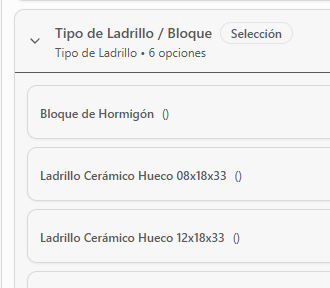 Tipo de Ladrillo / Bloque Selección
Tipo de Ladrillo • 6 opciones
Bloque de Hormigón ()
Ladrillo Cerámico Hueco 08x18x33 ()
Ladrillo Cerámico Hueco 12x18x33 ()